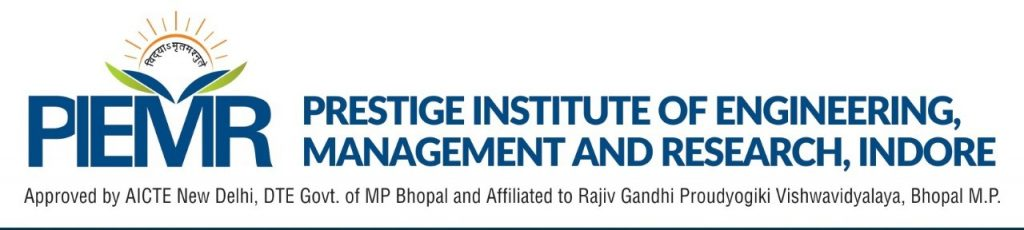 विद्याऽमृतमश्नुते
PIEMR
PRESTIGE INSTITUTE OF ENGINEERING,
MANAGEMENT AND RESEARCH, INDORE
Approved by AICTE New Delhi, DTE Govt. of MP Bhopal and Affiliated to Rajiv Gandhi Proudyogiki Vishwavidyalaya, Bhopal M.P.